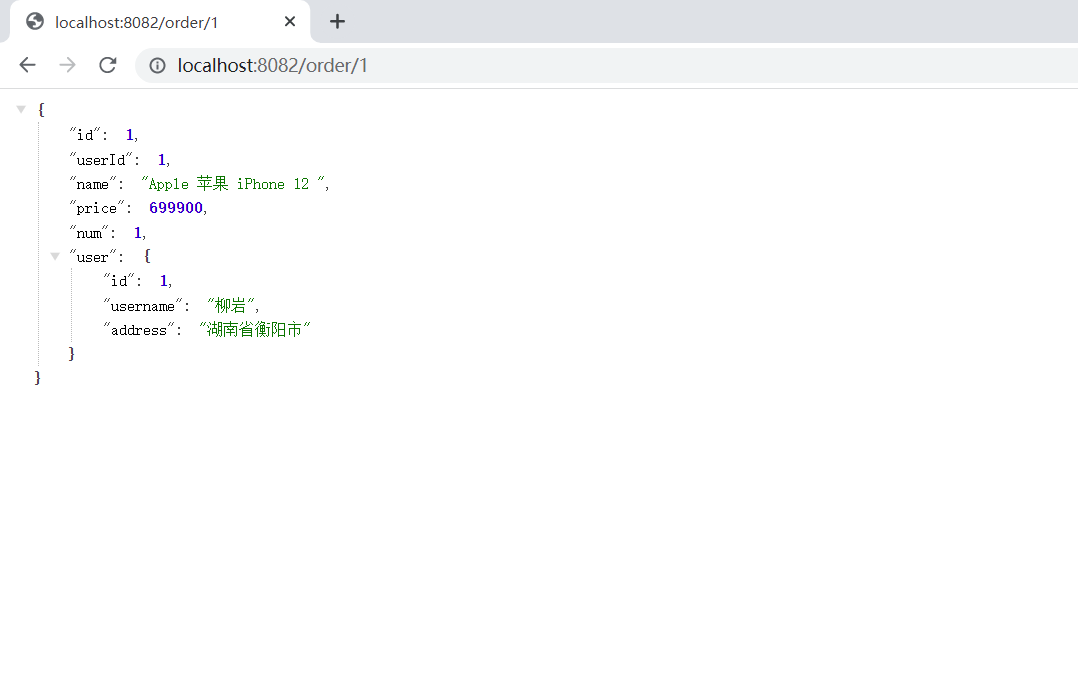 localhost:8082/order/1
localhost:8082/order/1
{
"id": 1,
"userId": 1,
"name": "Apple 苹果 iPhone 12 ",
"price": 699900,
"num": 1,
"user": {
"id": 1,
"username": "柳岩",
"address": "湖南省衡阳市"
}
}